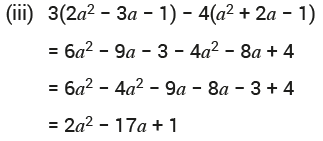 (iii) 3(2a² − 3a − 1) − 4(a² + 2a − 1)
= 6a² − 9a − 3 − 4a² − 8a + 4
= 6a² − 4a² − 9a − 8a − 3 + 4
= 2a² − 17a + 1